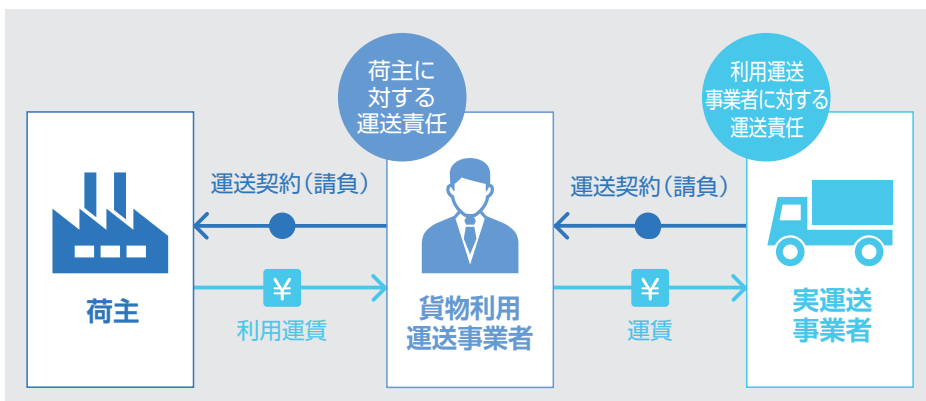 荷主に
対する
運送責任
利用運送
事業者に対する
運送責任
運送契約（請負）
運送契約（請負）
¥
¥
利用運賃
運賃
荷主
貨物利用
運送事業者
実運送
事業者